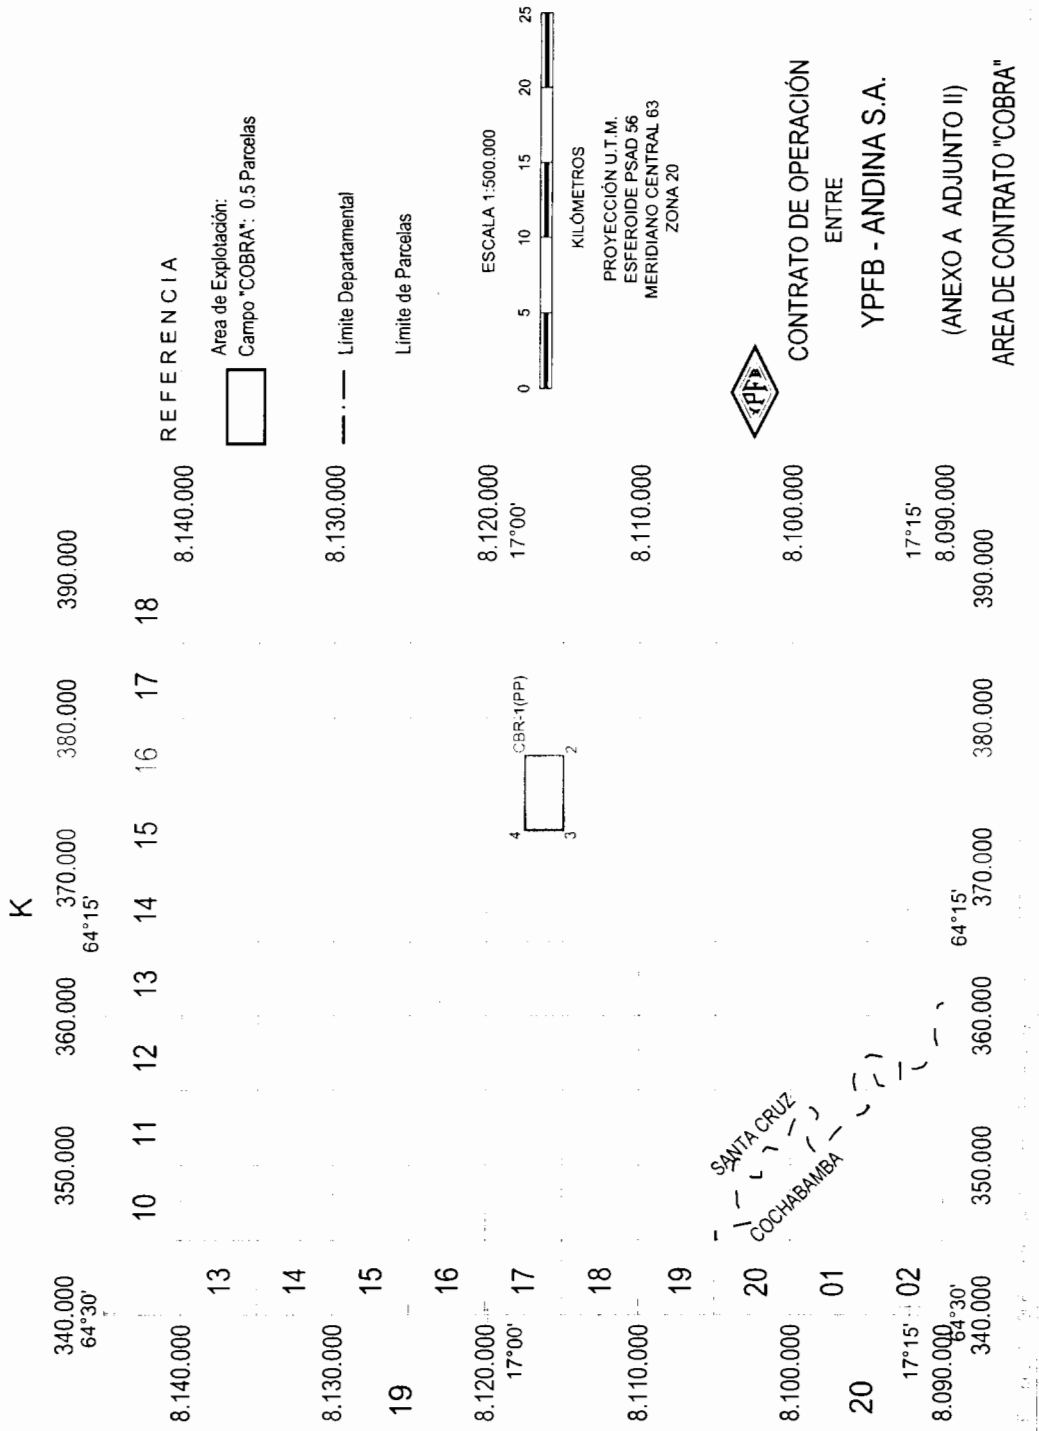 K
340.000 350.000 360.000 370.000 380.000 390.000
64°30' 64°15'
10 11 12 13 14 15 16 17 18
8.140.000 8.140.000
13
14
8.130.000 8.130.000
15
19
16
8.120.000 8.120.000
17°00' 17 17°00'
4 CBR-1(PP)
3 2
18
8.110.000 8.110.000
19
20
SANTA CRUZ
COCHABAMBA
8.100.000 8.100.000
01
20
17°15' 02 17°15'
8.090.000 8.090.000
64°30' 64°15'
340.000 350.000 360.000 370.000 380.000 390.000
REFERENCIA
Area de Explotación:
Campo "COBRA": 0.5 Parcelas
Límite Departamental
Límite de Parcelas
ESCALA 1:500.000
0 5 10 15 20 25
KILÓMETROS
PROYECCIÓN U.T.M.
ESFEROIDE PSAD 56
MERIDIANO CENTRAL 63
ZONA 20
YPFB
CONTRATO DE OPERACIÓN
ENTRE
YPFB - ANDINA S.A.
(ANEXO A ADJUNTO II)
AREA DE CONTRATO "COBRA"